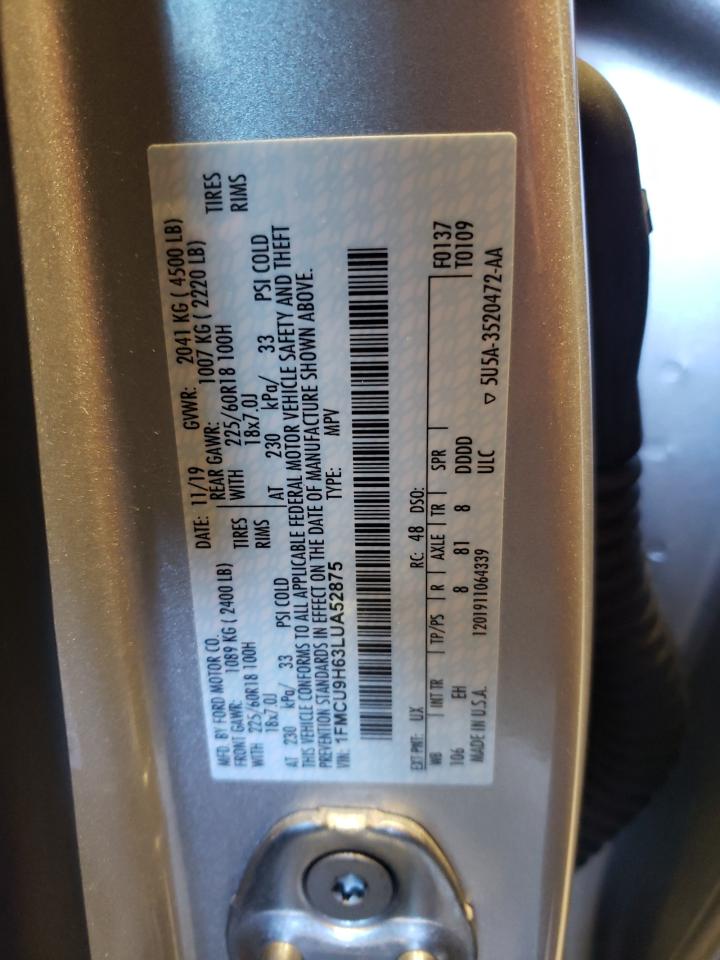 MFD. BY FORD MOTOR CO.
DATE: 11/19 GVWR: 2041 KG ( 4500 LB)
FRONT GAWR: 1089 KG ( 2400 LB) REAR GAWR: 1007 KG ( 2220 LB)
WITH 225/60R18 100H TIRES WITH 225/60R18 100H TIRES
18x7.0J RIMS 18x7.0J RIMS
AT 230 kPa/ 33 PSI COLD AT 230 kPa/ 33 PSI COLD
THIS VEHICLE CONFORMS TO ALL APPLICABLE FEDERAL MOTOR VEHICLE SAFETY AND THEFT
PREVENTION STANDARDS IN EFFECT ON THE DATE OF MANUFACTURE SHOWN ABOVE.
VIN: 1FMCU9H63LUA52875 TYPE: MPV
EXT PNT: UX RC: 48 DSO:
WB INT TR TP/PS R AXLE TR SPR F0137
106 EH 8 81 8 DDDD T0109
MADE IN U.S.A. 1201911064339 ULC ▽ 5U5A-3520472-AA